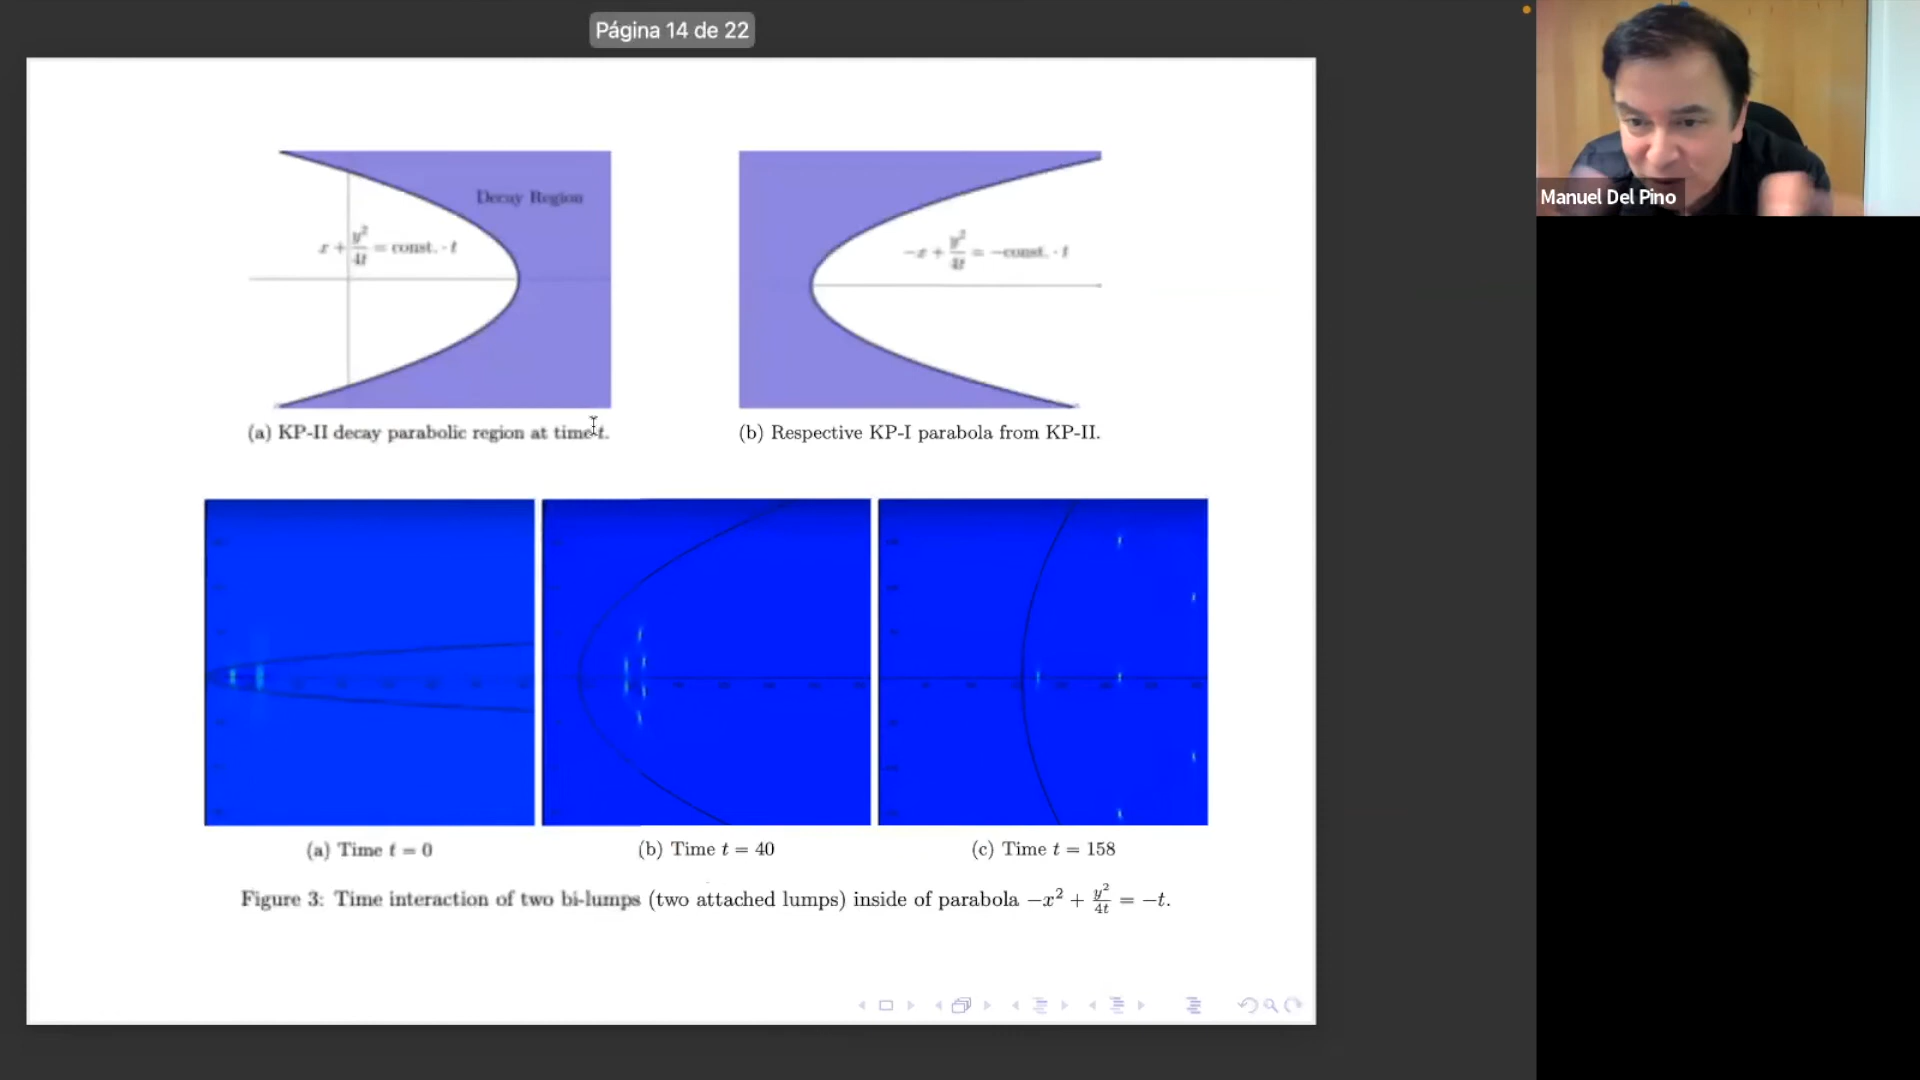 Página 14 de 22
Manuel Del Pino
Decay Region
x + y²/4t = const. · t
−x + y²/4t = −const. · t
(a) KP-II decay parabolic region at time t.
(b) Respective KP-I parabola from KP-II.
(a) Time t = 0
(b) Time t = 40
(c) Time t = 158
Figure 3: Time interaction of two bi-lumps (two attached lumps) inside of parabola −x² + y²/4t = −t.